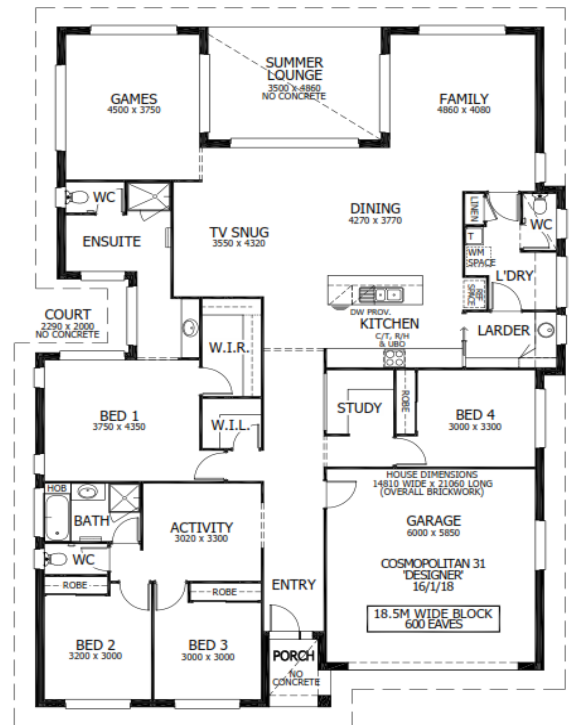 SUMMER
LOUNGE
3500 x 4860
NO CONCRETE
GAMES
4500 x 3750
FAMILY
4860 x 4080
WC
ENSUITE
TV SNUG
3550 x 4320
DINING
4270 x 3770
LINEN
WC
T
WM
SPACE
L'DRY
REF
SPACE
COURT
2290 x 2000
NO CONCRETE
DW PROV.
KITCHEN
C/T, R/H
& UBO
LARDER
W.I.R.
BED 1
3750 x 4350
W.I.L.
STUDY
ROBE
BED 4
3000 x 3300
HOUSE DIMENSIONS
14810 WIDE x 21060 LONG
(OVERALL BRICKWORK)
HOB
BATH
ACTIVITY
3020 x 3300
GARAGE
6000 x 5850
WC
COSMOPOLITAN 31
'DESIGNER'
16/1/18
ROBE
ROBE
ENTRY
18.5M WIDE BLOCK
600 EAVES
BED 2
3200 x 3000
BED 3
3000 x 3000
PORCH
NO
CONCRETE